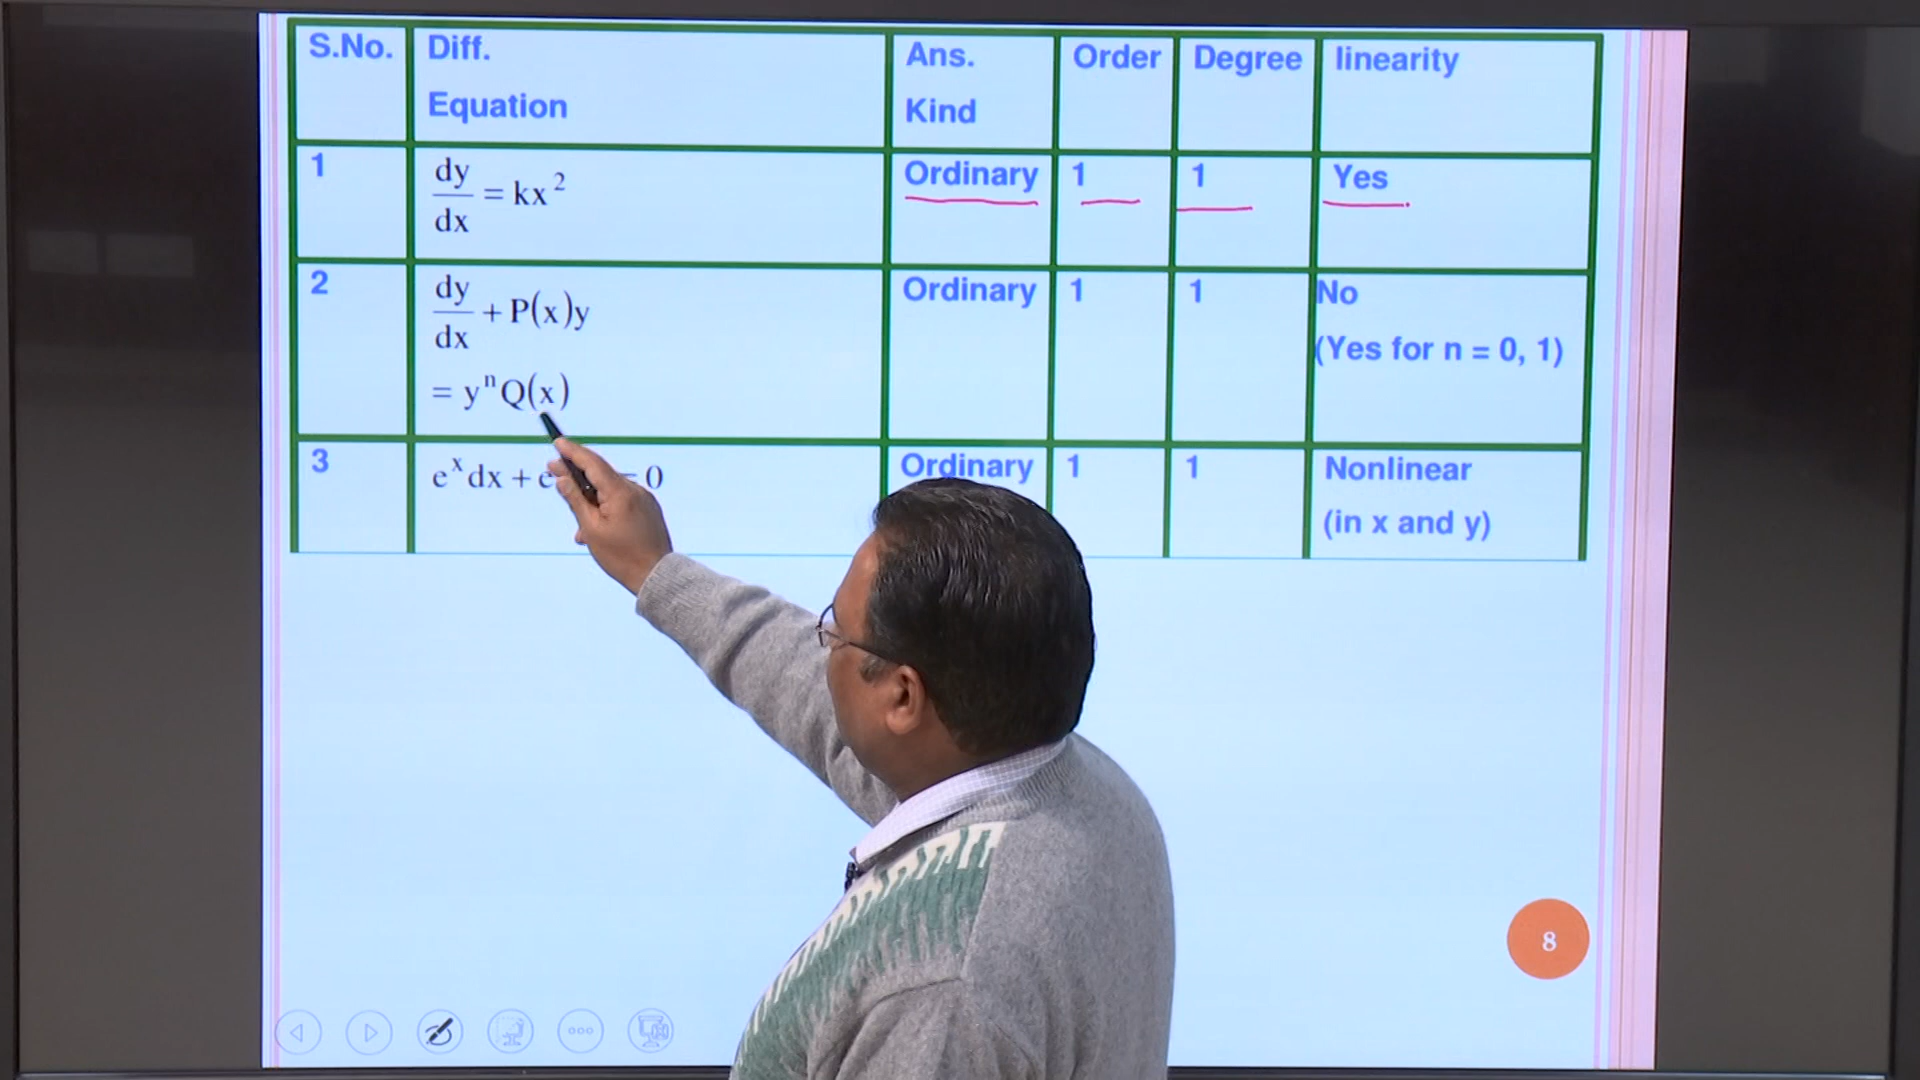 S.No. Diff. Equation Ans. Kind Order Degree linearity
1 dy/dx = kx² Ordinary 1 1 Yes
2 dy/dx + P(x)y Ordinary 1 1 No
= yⁿQ(x) (Yes for n = 0, 1)
3 eˣdx + e = 0 Ordinary 1 1 Nonlinear
(in x and y)
8